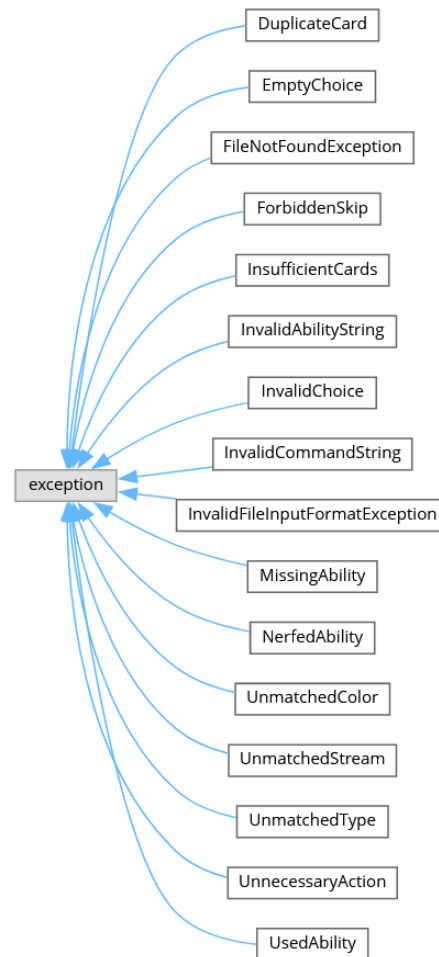 DuplicateCard
EmptyChoice
FileNotFoundException
ForbiddenSkip
InsufficientCards
InvalidAbilityString
InvalidChoice
InvalidCommandString
exception
InvalidFileInputFormatException
MissingAbility
NerfedAbility
UnmatchedColor
UnmatchedStream
UnmatchedType
UnnecessaryAction
UsedAbility